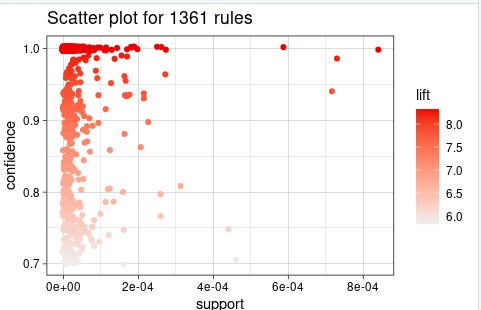 Scatter plot for 1361 rules
1.0
0.9
0.8
0.7
confidence
0e+00 2e-04 4e-04 6e-04 8e-04
support
lift
8.0
7.5
7.0
6.5
6.0